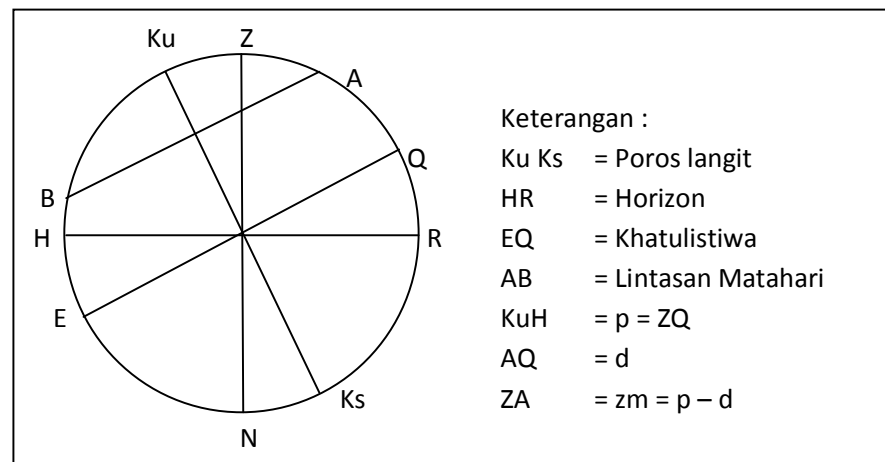 Ku
Z
A
Q
B
H
R
E
Ks
N
Keterangan :
Ku Ks = Poros langit
HR = Horizon
EQ = Khatulistiwa
AB = Lintasan Matahari
KuH = p = ZQ
AQ = d
ZA = zm = p – d